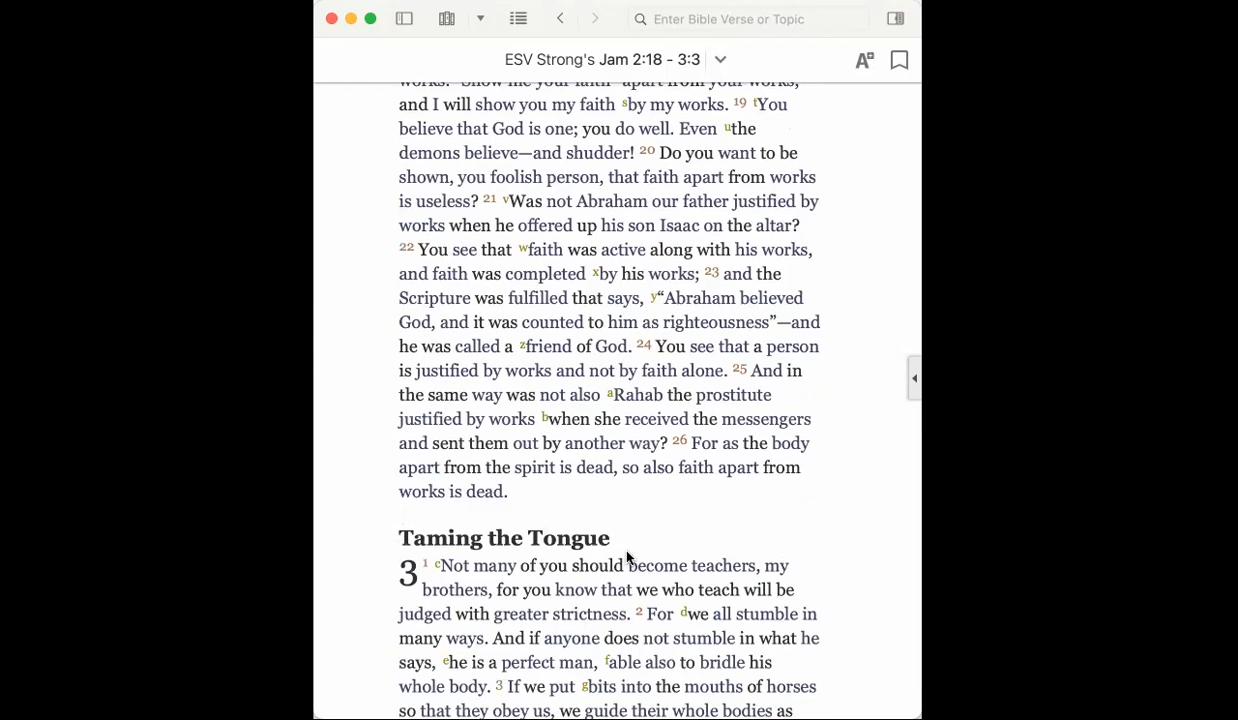 Enter Bible Verse or Topic
ESV Strong's Jam 2:18 - 3:3
works." Show me your faith apart from your works,
and I will show you my faith sby my works. 19 tYou
believe that God is one; you do well. Even uthe
demons believe—and shudder! 20 Do you want to be
shown, you foolish person, that faith apart from works
is useless? 21 vWas not Abraham our father justified by
works when he offered up his son Isaac on the altar?
22 You see that wfaith was active along with his works,
and faith was completed xby his works; 23 and the
Scripture was fulfilled that says, y“Abraham believed
God, and it was counted to him as righteousness”—and
he was called a zfriend of God. 24 You see that a person
is justified by works and not by faith alone. 25 And in
the same way was not also aRahab the prostitute
justified by works bwhen she received the messengers
and sent them out by another way? 26 For as the body
apart from the spirit is dead, so also faith apart from
works is dead.
Taming the Tongue
3 1 cNot many of you should become teachers, my
brothers, for you know that we who teach will be
judged with greater strictness. 2 For dwe all stumble in
many ways. And if anyone does not stumble in what he
says, ehe is a perfect man, fable also to bridle his
whole body. 3 If we put gbits into the mouths of horses
so that they obey us, we guide their whole bodies as